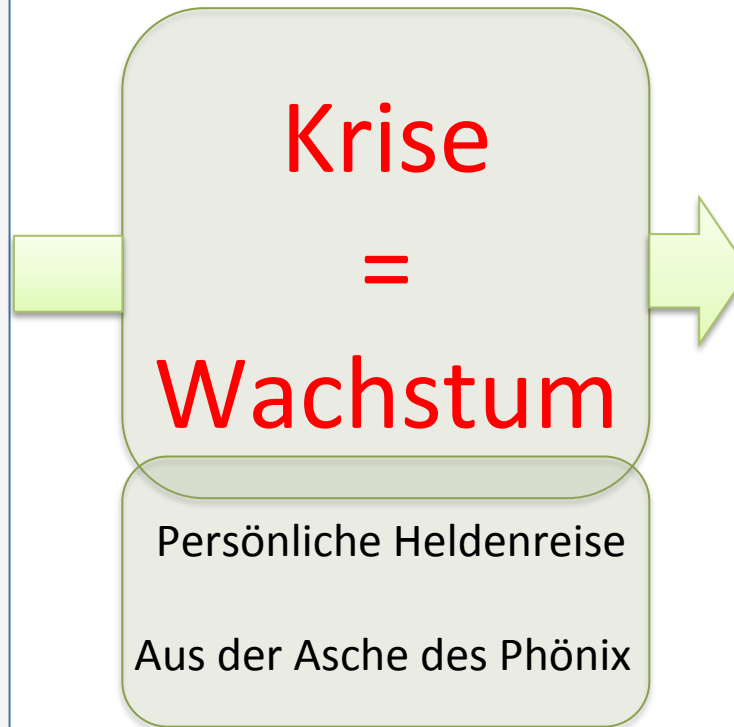 Krise
=
Wachstum
Persönliche Heldenreise
Aus der Asche des Phönix